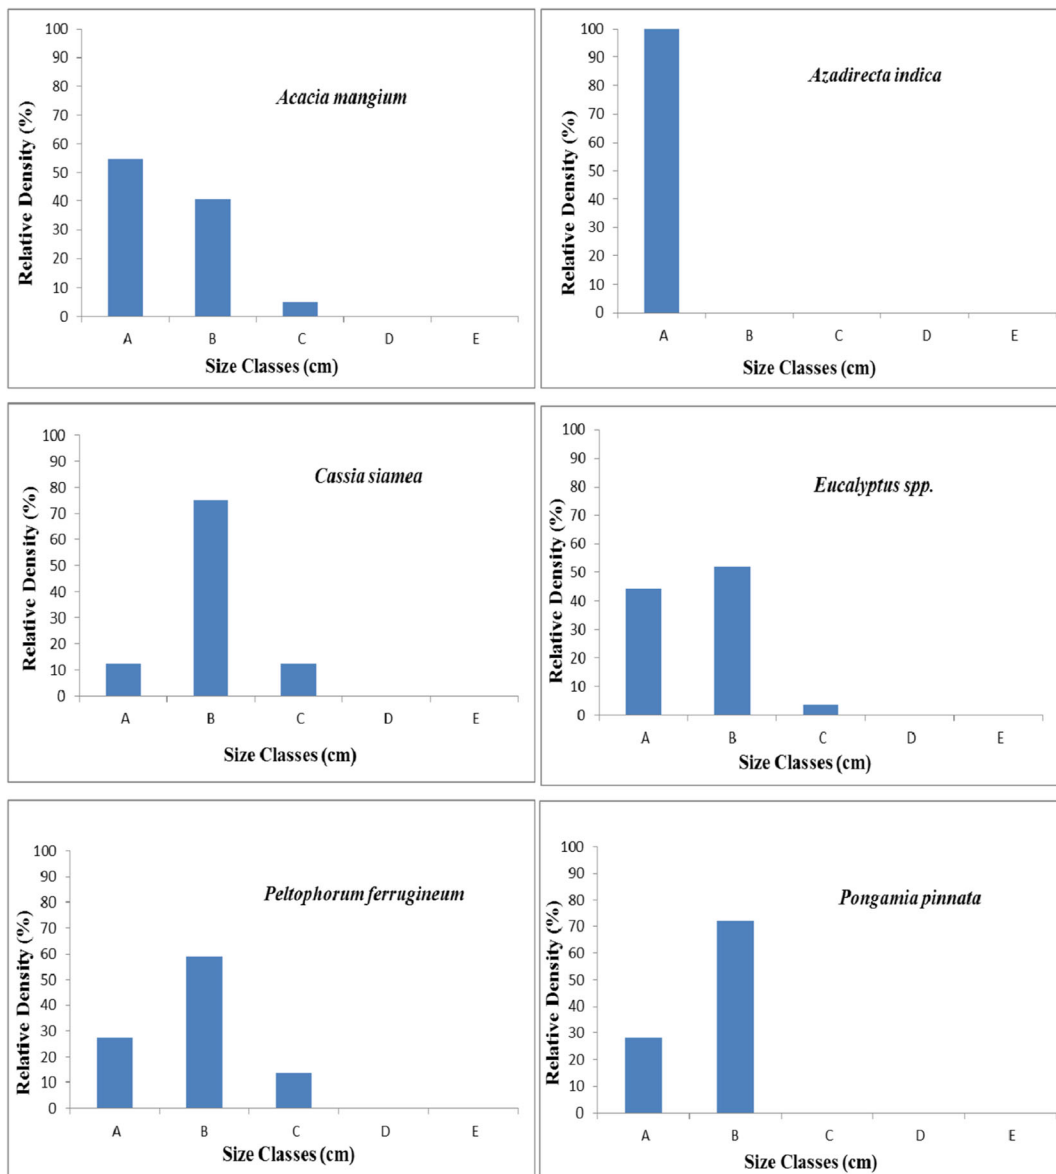 Acacia mangium
Relative Density (%)
100
90
80
70
60
50
40
30
20
10
0
A B C D E
Size Classes (cm)
Azadirecta indica
Relative Density (%)
100
90
80
70
60
50
40
30
20
10
0
A B C D E
Size Classes (cm)
Cassia siamea
Relative Density (%)
100
90
80
70
60
50
40
30
20
10
0
A B C D E
Size Classes (cm)
Eucalyptus spp.
Relative Density (%)
100
90
80
70
60
50
40
30
20
10
0
A B C D E
Size Classes (cm)
Peltophorum ferrugineum
Relative Density (%)
100
90
80
70
60
50
40
30
20
10
0
A B C D E
Size Classes (cm)
Pongamia pinnata
Relative Density (%)
100
90
80
70
60
50
40
30
20
10
0
A B C D E
Size Classes (cm)